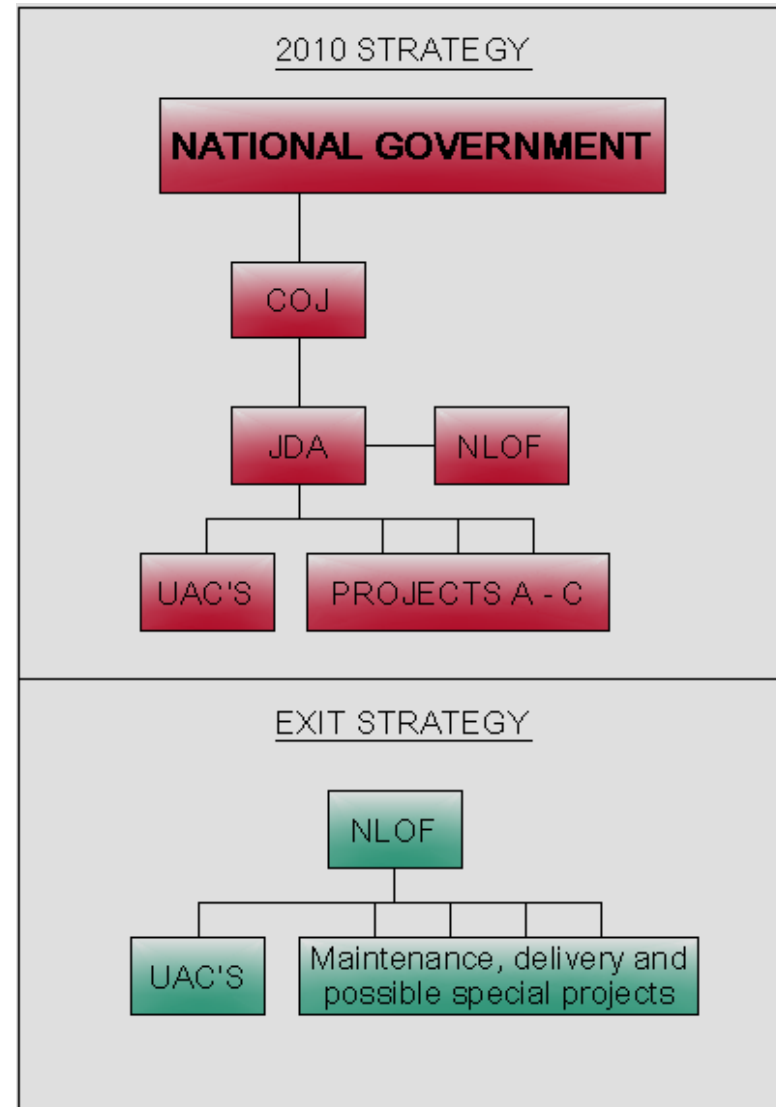 2010 STRATEGY
NATIONAL GOVERNMENT
COJ
JDA
NLOF
UAC'S
PROJECTS A - C
EXIT STRATEGY
NLOF
UAC'S
Maintenance, delivery and
possible special projects